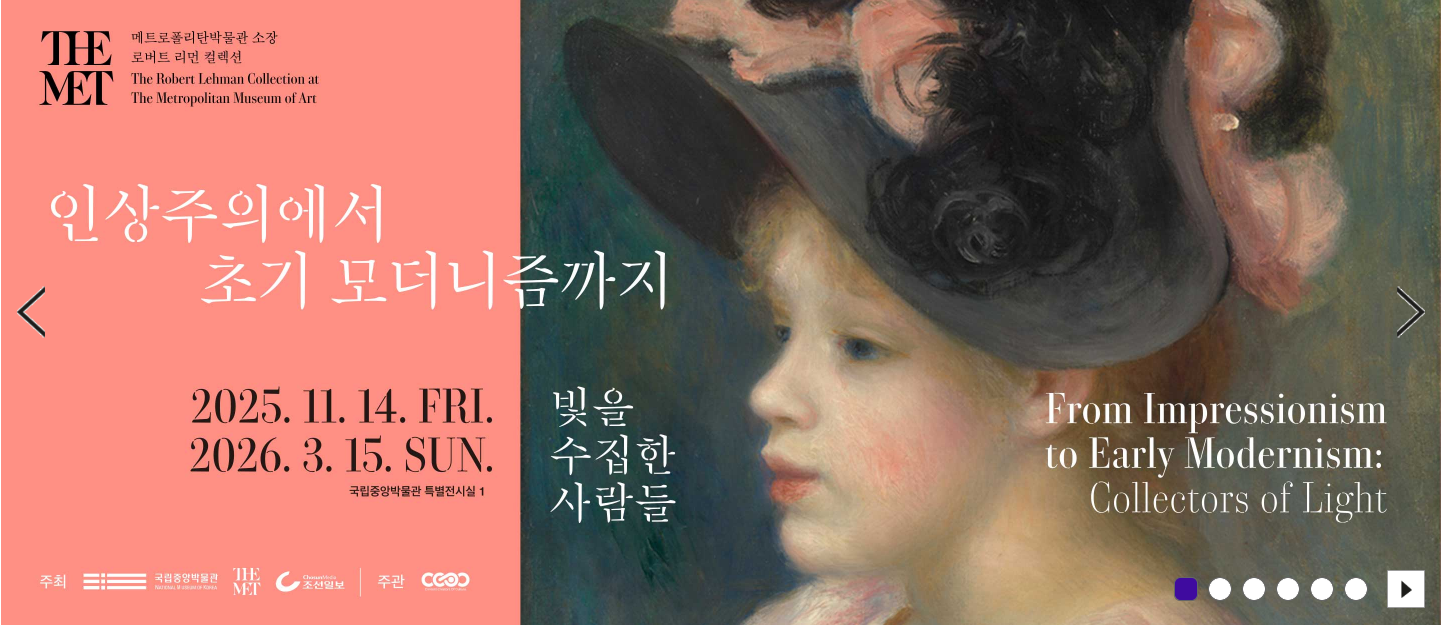 THE
MET
메트로폴리탄박물관 소장
로버트 리먼 컬렉션
The Robert Lehman Collection at
The Metropolitan Museum of Art
인상주의에서
초기 모더니즘까지
2025. 11. 14. FRI.
2026. 3. 15. SUN.
국립중앙박물관 특별전시실 1
빛을
수집한
사람들
From Impressionism
to Early Modernism:
Collectors of Light
주최
국립중앙박물관
NATIONAL MUSEUM OF KOREA
THE
MET
조선일보
주관